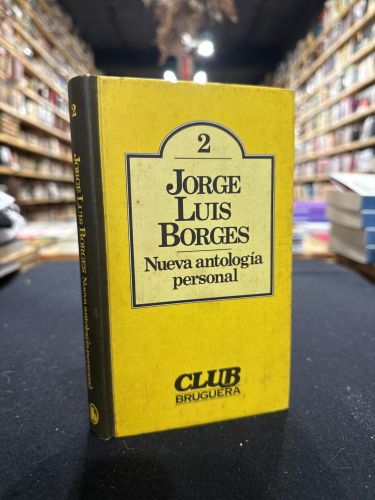 2
JORGE
LUIS
BORGES
Nueva antología
personal
CLUB
BRUGUERA
2
JORGE LUIS BORGES Nueva antología personal